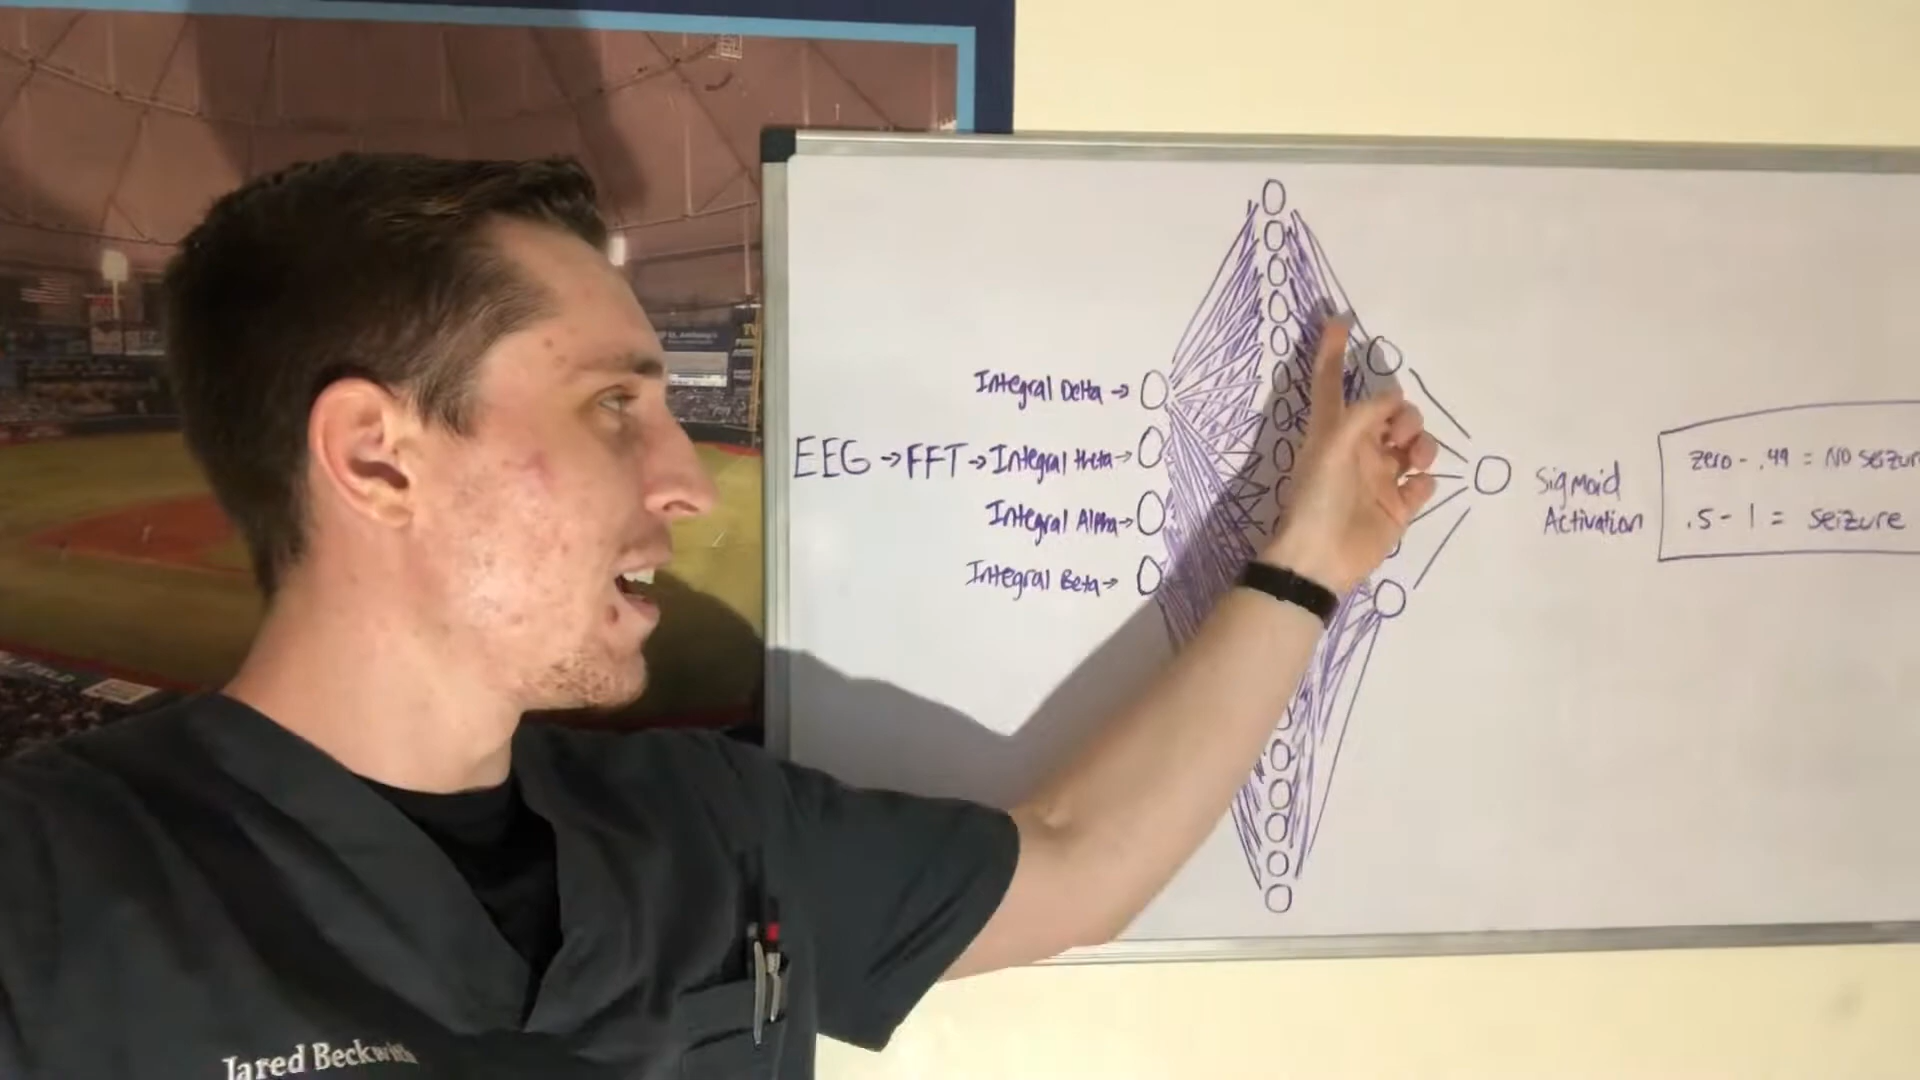 Integral Delta →
EEG → FFT → Integral theta →
Integral Alpha →
Integral Beta →
Sigmoid
Activation
zero - .49 = No seizur
.5 - 1 = seizure
Jared Beckwith